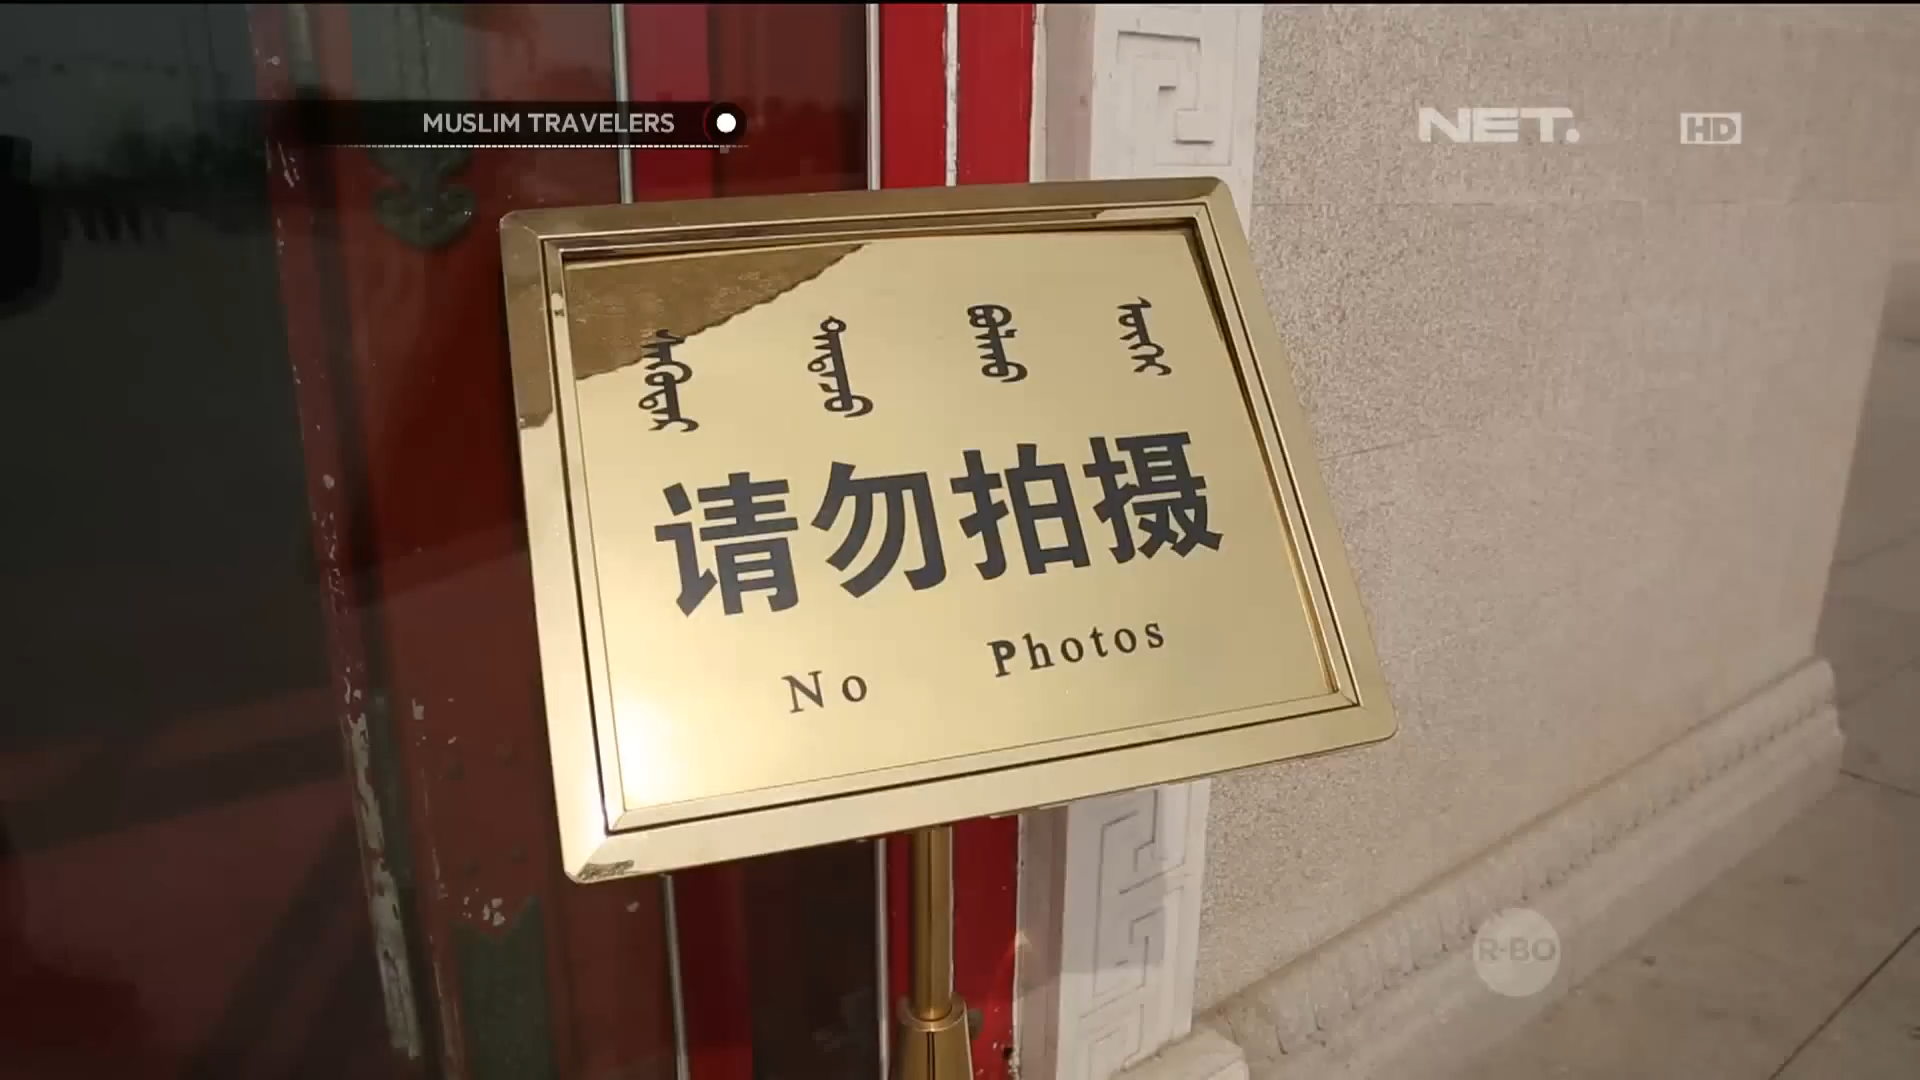 MUSLIM TRAVELERS
NET.
HD
请勿拍摄
No Photos
R-BO